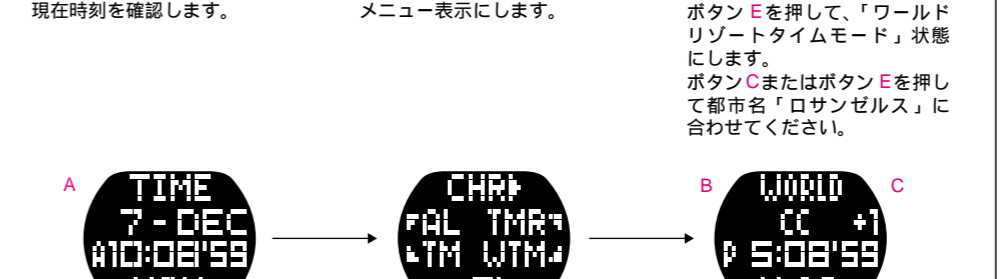 現在時刻を確認します。
メニュー表示にします。
ボタン Eを押して、「ワールド
リゾートタイムモード」状態
にします。
ボタンCまたはボタン Eを押し
て都市名「ロサンゼルス」に
合わせてください。
A
TIME
7-DEC
A10:08'59
CHR
AL TMR
TM WTM
B
C
WORLD
CC +1
P 5:08'59